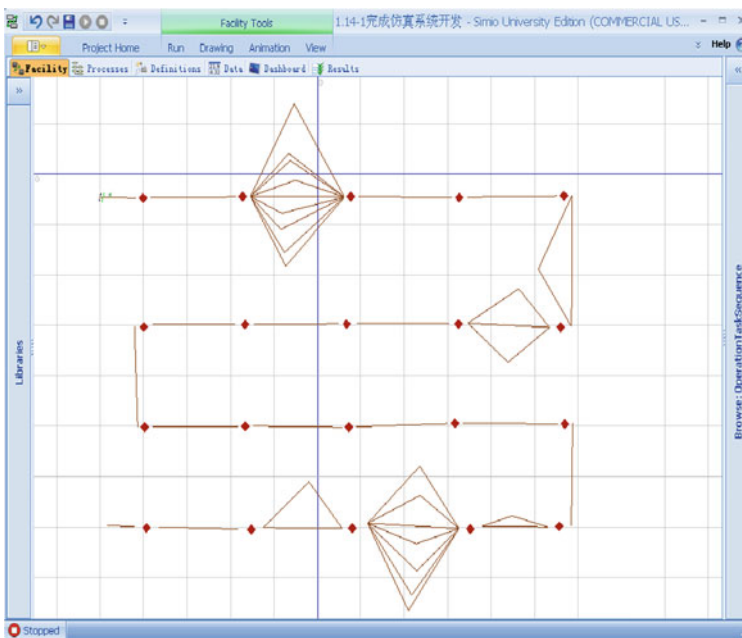 Facility Tools
1.14-1完成仿真系统开发 - Simio University Edition (COMMERCIAL US...
Project Home Run Drawing Animation View Help
Facility Processes Definitions Data Dashboard Results
Libraries
Browse: OperationTaskSequence
Stopped